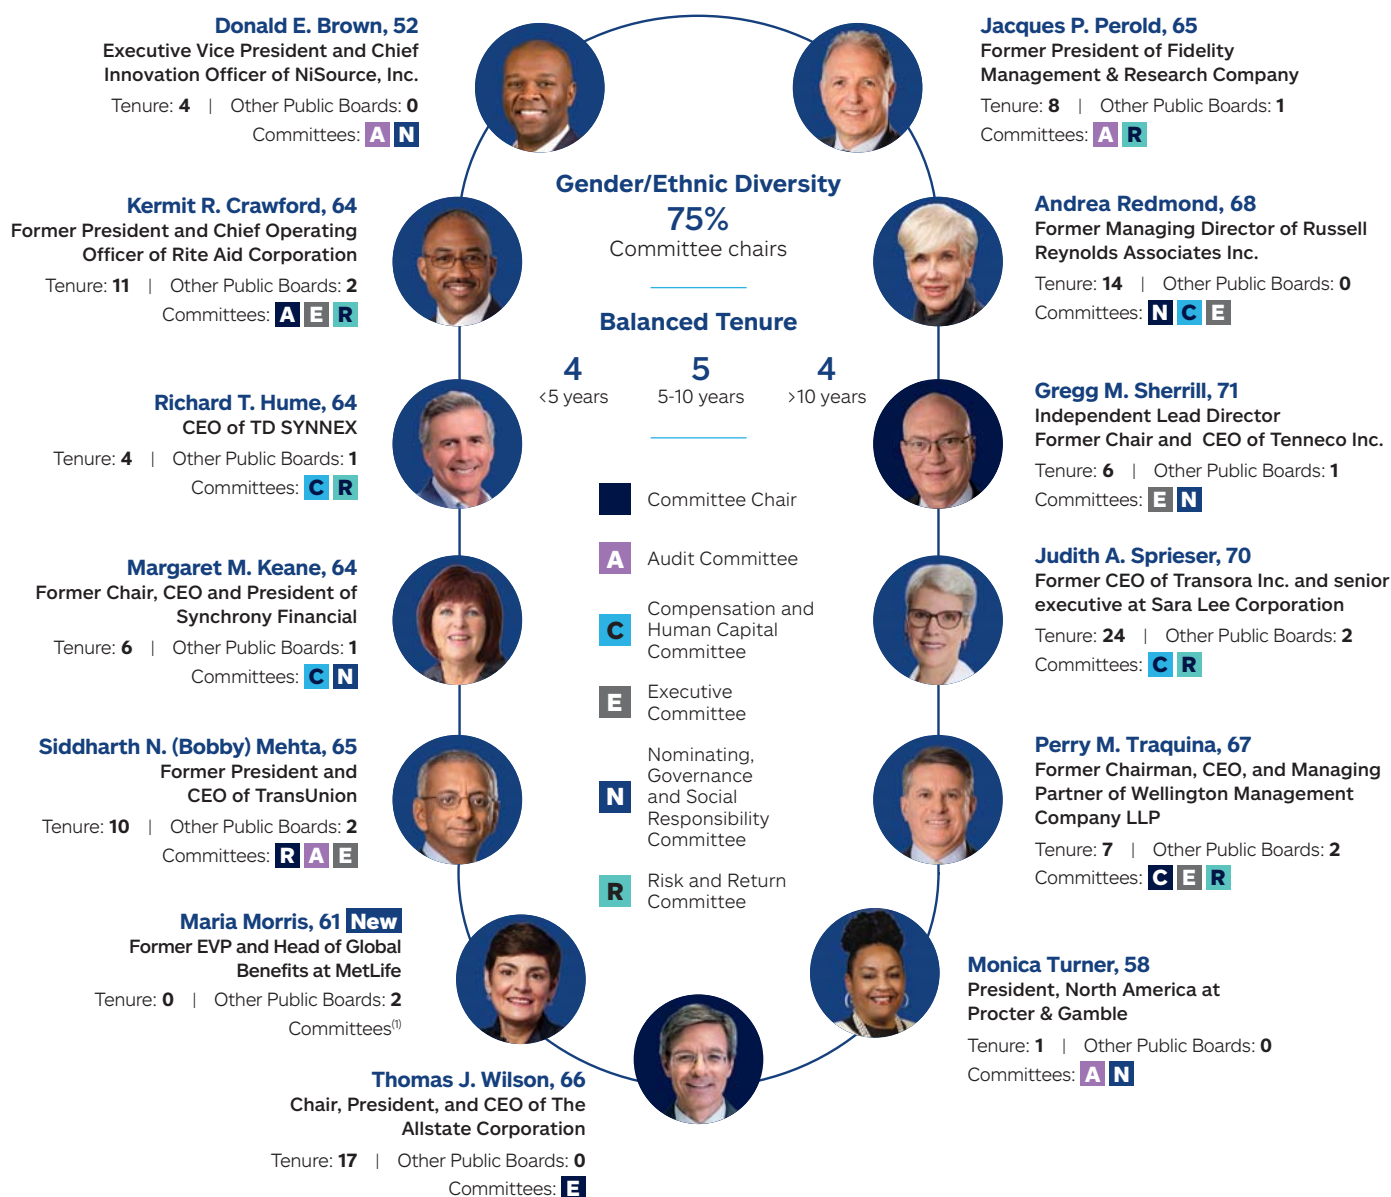 Donald E. Brown, 52
Executive Vice President and Chief
Innovation Officer of NiSource, Inc.
Tenure: 4 | Other Public Boards: 0
Committees: A N
Jacques P. Perold, 65
Former President of Fidelity
Management & Research Company
Tenure: 8 | Other Public Boards: 1
Committees: A R
Kermit R. Crawford, 64
Former President and Chief Operating
Officer of Rite Aid Corporation
Tenure: 11 | Other Public Boards: 2
Committees: A E R
Gender/Ethnic Diversity
75%
Committee chairs
Andrea Redmond, 68
Former Managing Director of Russell
Reynolds Associates Inc.
Tenure: 14 | Other Public Boards: 0
Committees: N C E
Balanced Tenure
4 5 4
<5 years 5-10 years >10 years
Richard T. Hume, 64
CEO of TD SYNNEX
Tenure: 4 | Other Public Boards: 1
Committees: C R
Gregg M. Sherrill, 71
Independent Lead Director
Former Chair and CEO of Tenneco Inc.
Tenure: 6 | Other Public Boards: 1
Committees: E N
Committee Chair
A Audit Committee
C Compensation and
Human Capital
Committee
E Executive
Committee
N Nominating,
Governance
and Social
Responsibility
Committee
R Risk and Return
Committee
Margaret M. Keane, 64
Former Chair, CEO and President of
Synchrony Financial
Tenure: 6 | Other Public Boards: 1
Committees: C N
Judith A. Sprieser, 70
Former CEO of Transora Inc. and senior
executive at Sara Lee Corporation
Tenure: 24 | Other Public Boards: 2
Committees: C R
Siddharth N. (Bobby) Mehta, 65
Former President and
CEO of TransUnion
Tenure: 10 | Other Public Boards: 2
Committees: R A E
Perry M. Traquina, 67
Former Chairman, CEO, and Managing
Partner of Wellington Management
Company LLP
Tenure: 7 | Other Public Boards: 2
Committees: C E R
Maria Morris, 61 New
Former EVP and Head of Global
Benefits at MetLife
Tenure: 0 | Other Public Boards: 2
Committees(1)
Monica Turner, 58
President, North America at
Procter & Gamble
Tenure: 1 | Other Public Boards: 0
Committees: A N
Thomas J. Wilson, 66
Chair, President, and CEO of The
Allstate Corporation
Tenure: 17 | Other Public Boards: 0
Committees: E